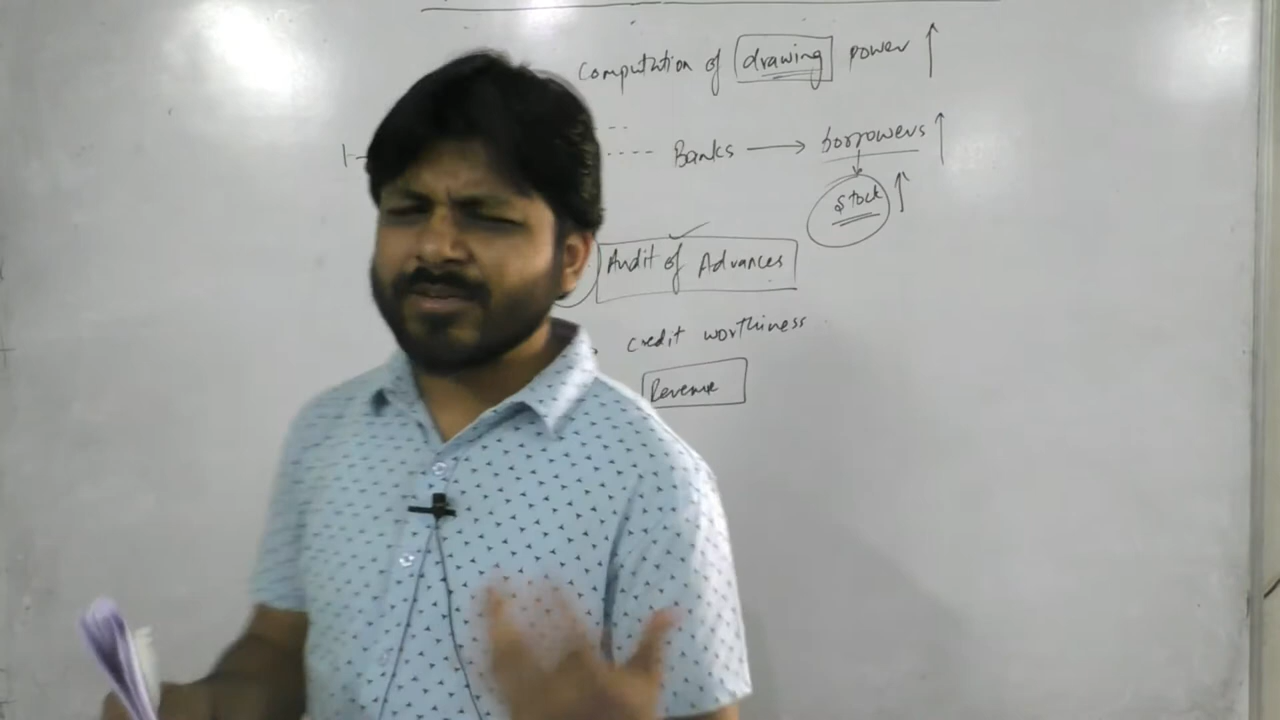 Computation of drawing power ↑
Banks → borrowers ↑
Stock ↑
Audit of Advances
credit worthiness
Revenue